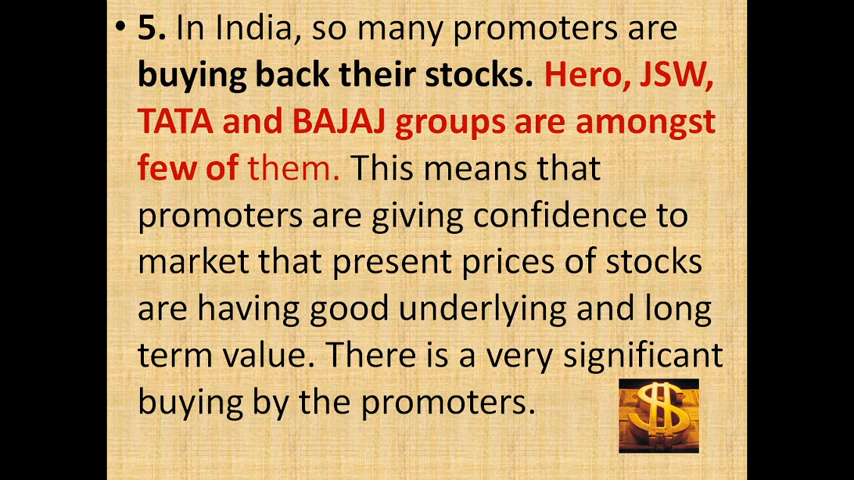 • 5. In India, so many promoters are
buying back their stocks. Hero, JSW,
TATA and BAJAJ groups are amongst
few of them. This means that
promoters are giving confidence to
market that present prices of stocks
are having good underlying and long
term value. There is a very significant
buying by the promoters.